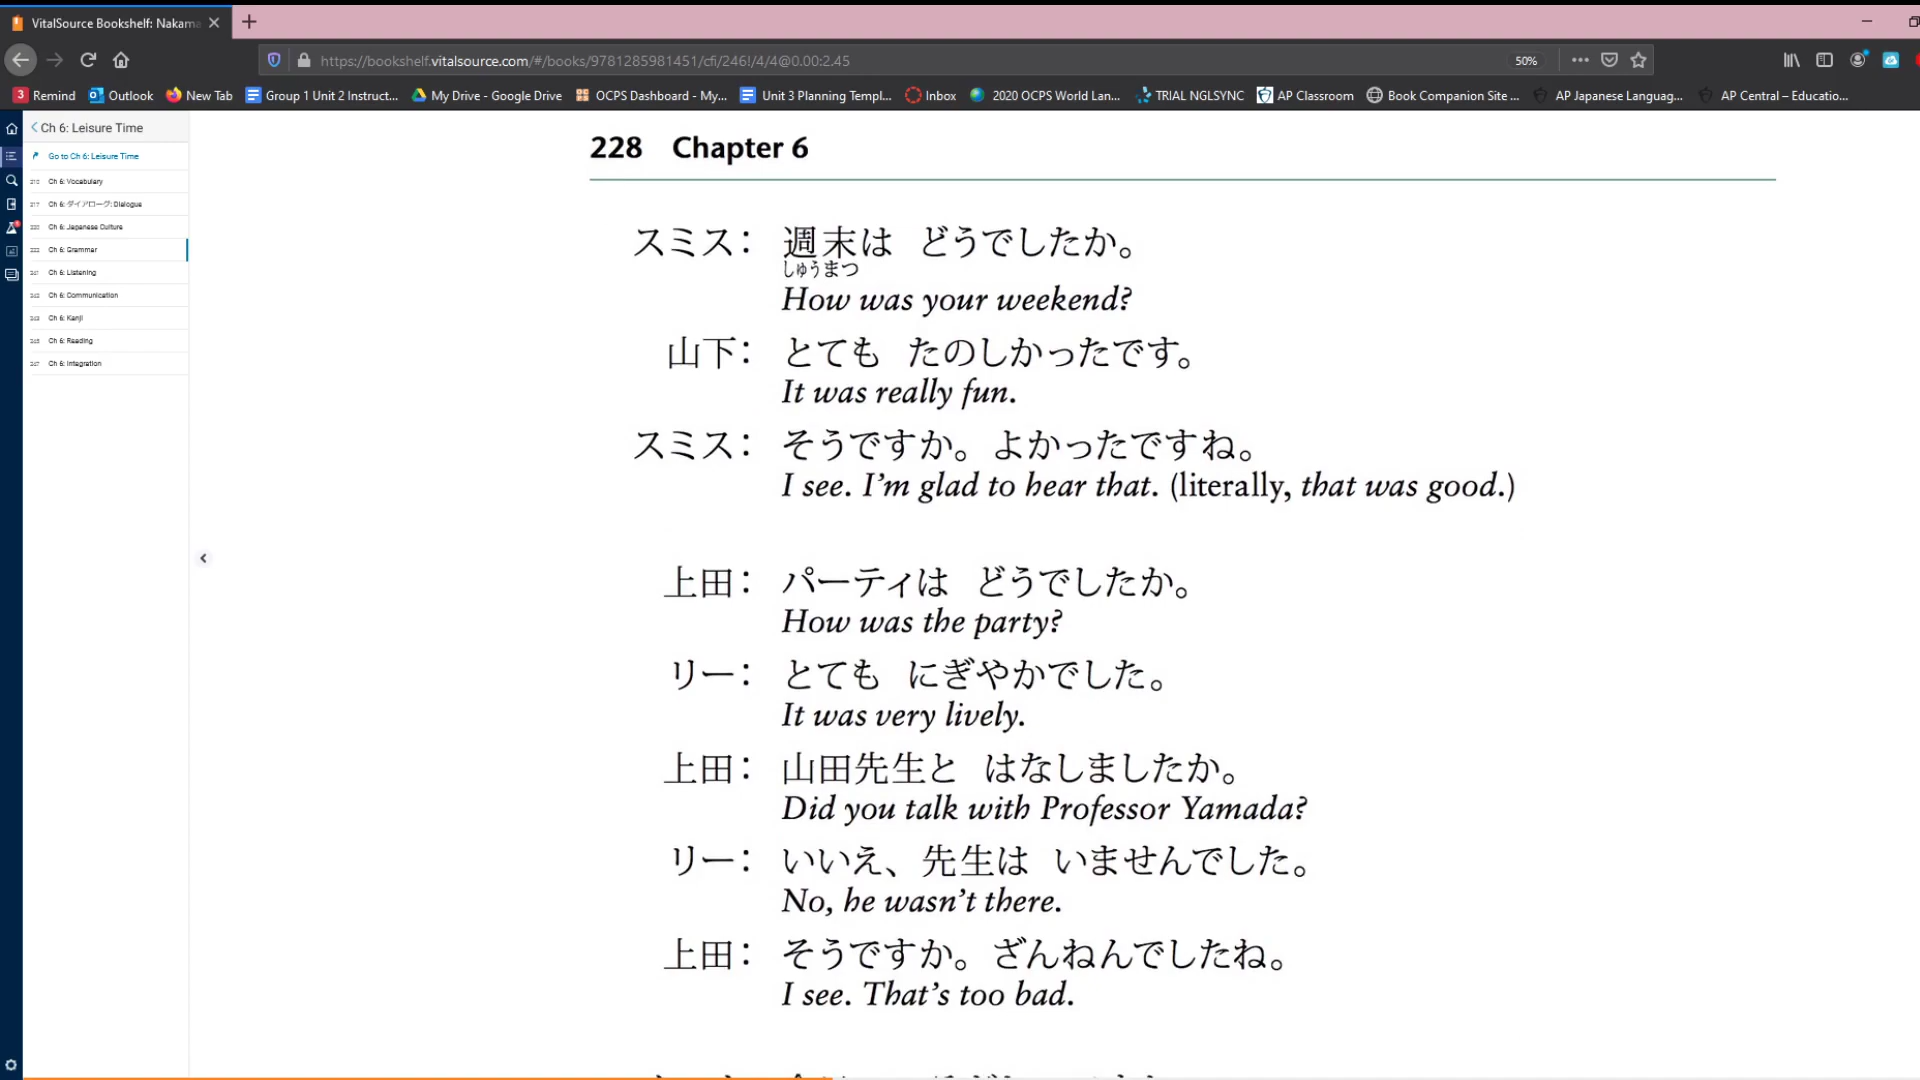 VitalSource Bookshelf: Nakama
https://bookshelf.vitalsource.com/#/books/9781285981451/cfi/246!/4/4@0.00:2.45
50%
3 Remind
Outlook
New Tab
Group 1 Unit 2 Instruct...
My Drive - Google Drive
OCPS Dashboard - My...
Unit 3 Planning Templ...
Inbox
2020 OCPS World Lan...
TRIAL NGLSYNC
AP Classroom
Book Companion Site ...
AP Japanese Languag...
AP Central – Educatio...
Ch 6: Leisure Time
Go to Ch 6: Leisure Time
Ch 6: Vocabulary
Ch 6: ダイアローグ: Dialogue
Ch 6: Japanese Culture
Ch 6: Grammar
Ch 6: Listening
Ch 6: Communication
Ch 6: Kanji
Ch 6: Reading
Ch 6: Integration
228 Chapter 6
スミス： 週末は どうでしたか。
しゅうまつ
How was your weekend?
山下： とても たのしかったです。
It was really fun.
スミス： そうですか。よかったですね。
I see. I'm glad to hear that. (literally, that was good.)
上田： パーティは どうでしたか。
How was the party?
リー： とても にぎやかでした。
It was very lively.
上田： 山田先生と はなしましたか。
Did you talk with Professor Yamada?
リー： いいえ、先生は いませんでした。
No, he wasn't there.
上田： そうですか。ざんねんでしたね。
I see. That's too bad.